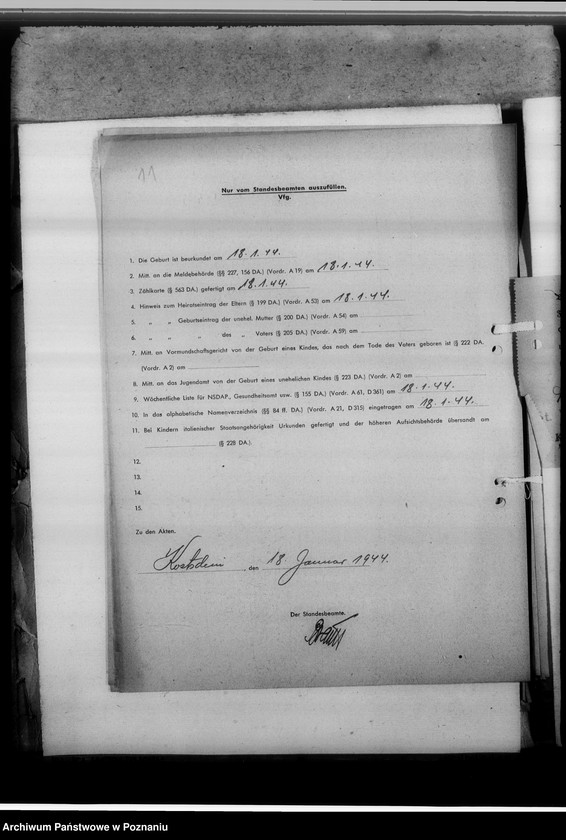 11
Nur vom Standesbeamten auszufüllen.
Vfg.
1. Die Geburt ist beurkundet am 18.1.44.
2. Mitt. an die Meldebehörde (§§ 227, 156 DA.) (Vordr. A 19) am 18.1.44.
3. Zählkarte (§ 563 DA.) gefertigt am 18.1.44.
4. Hinweis zum Heiratseintrag der Eltern (§ 199 DA.) (Vordr. A 53) am 18.1.44.
5. „ „ Geburtseintrag der unehel. Mutter (§ 200 DA.) (Vordr. A 54) am
6. „ „ „ des „ Vaters (§ 205 DA.) (Vordr. A 59) am
7. Mitt. an Vormundschaftsgericht von der Geburt eines Kindes, das nach dem Tode des Vaters geboren ist (§ 222 DA.
(Vordr. A 2) am
8. Mitt. an das Jugendamt von der Geburt eines unehelichen Kindes (§ 223 DA.) (Vordr. A 2) am
9. Wöchentliche Liste für NSDAP., Gesundheitsamt usw. (§ 155 DA.) (Vordr. A 61, D 361) am 18.1.44.
10. In das alphabetische Namensverzeichnis (§§ 84 ff. DA.) (Vordr. A 21, D 315) eingetragen am 18.1.44.
11. Bei Kindern italienischer Staatsangehörigkeit Urkunden gefertigt und der höheren Aufsichtsbehörde übersandt am
(§ 228 DA.).
12.
13.
14.
15.
Zu den Akten.
den 18 Januar 1944.
Der Standesbeamte.
Archiwum Państwowe w Poznaniu